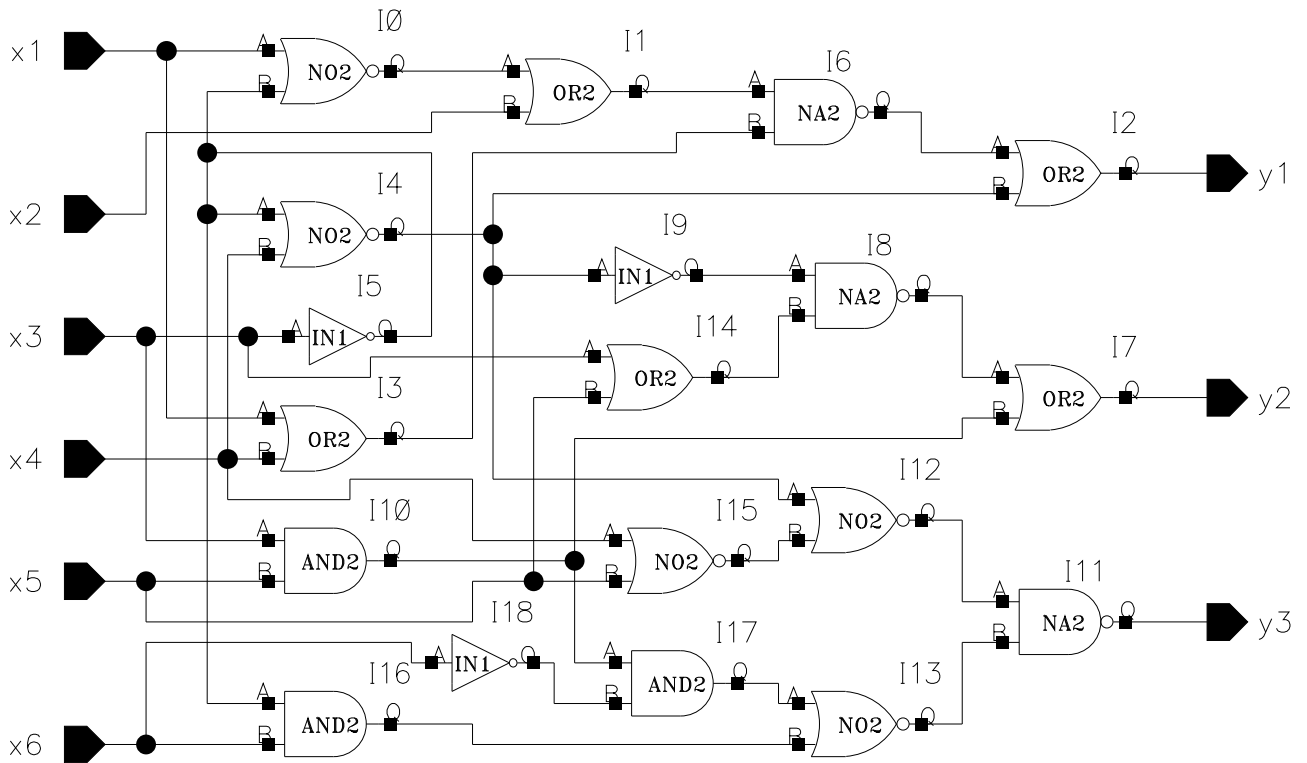 x1 A B NO2 I0 Q
A B OR2 I1 Q
A B NA2 I6 Q
A B OR2 I2 Q y1
x2 A B NO2 I4 Q
A IN1 I9 Q
A B NA2 I8 Q
x3 A IN1 I5 Q
A B OR2 I14 Q
A B OR2 I7 Q y2
x4 A B OR2 I3 Q
A B NO2 I12 Q
x5 A B AND2 I10 Q
A B NO2 I15 Q
A B NA2 I11 Q y3
A IN1 I18 Q
A B AND2 I17 Q
x6 A B AND2 I16 Q
A B NO2 I13 Q